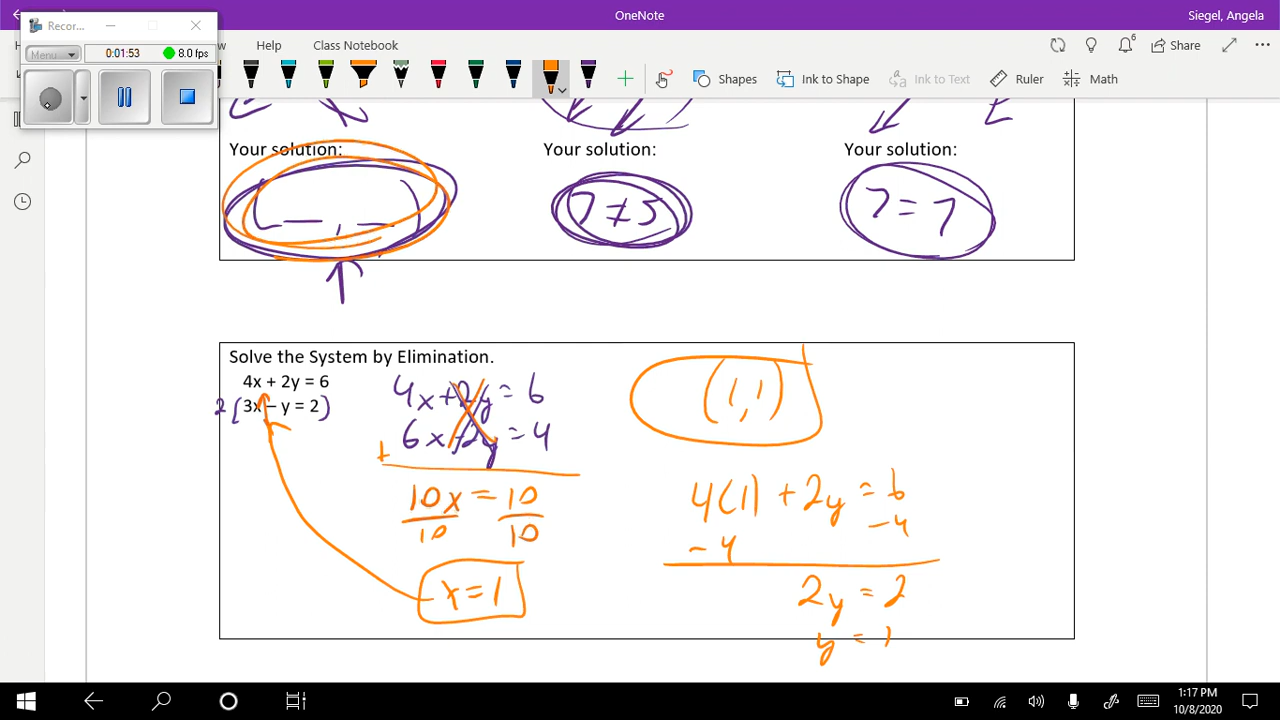 OneNote
Siegel, Angela
Recor...
Menu
0:01:53
8.0 fps
Help
Class Notebook
6
Share
Shapes
Ink to Shape
Ink to Text
Ruler
Math
Your solution:
Your solution:
Your solution:
( __ , __ )
7 ≠ 5
7 = 7
Solve the System by Elimination.
4x + 2y = 6
2(3x – y = 2)
4x+2y = 6
6x-2y = 4
+
10x = 10
10 10
x = 1
(1,1)
4(1) + 2y = 6
-4
-4
2y = 2
y = 1
1:17 PM
10/8/2020